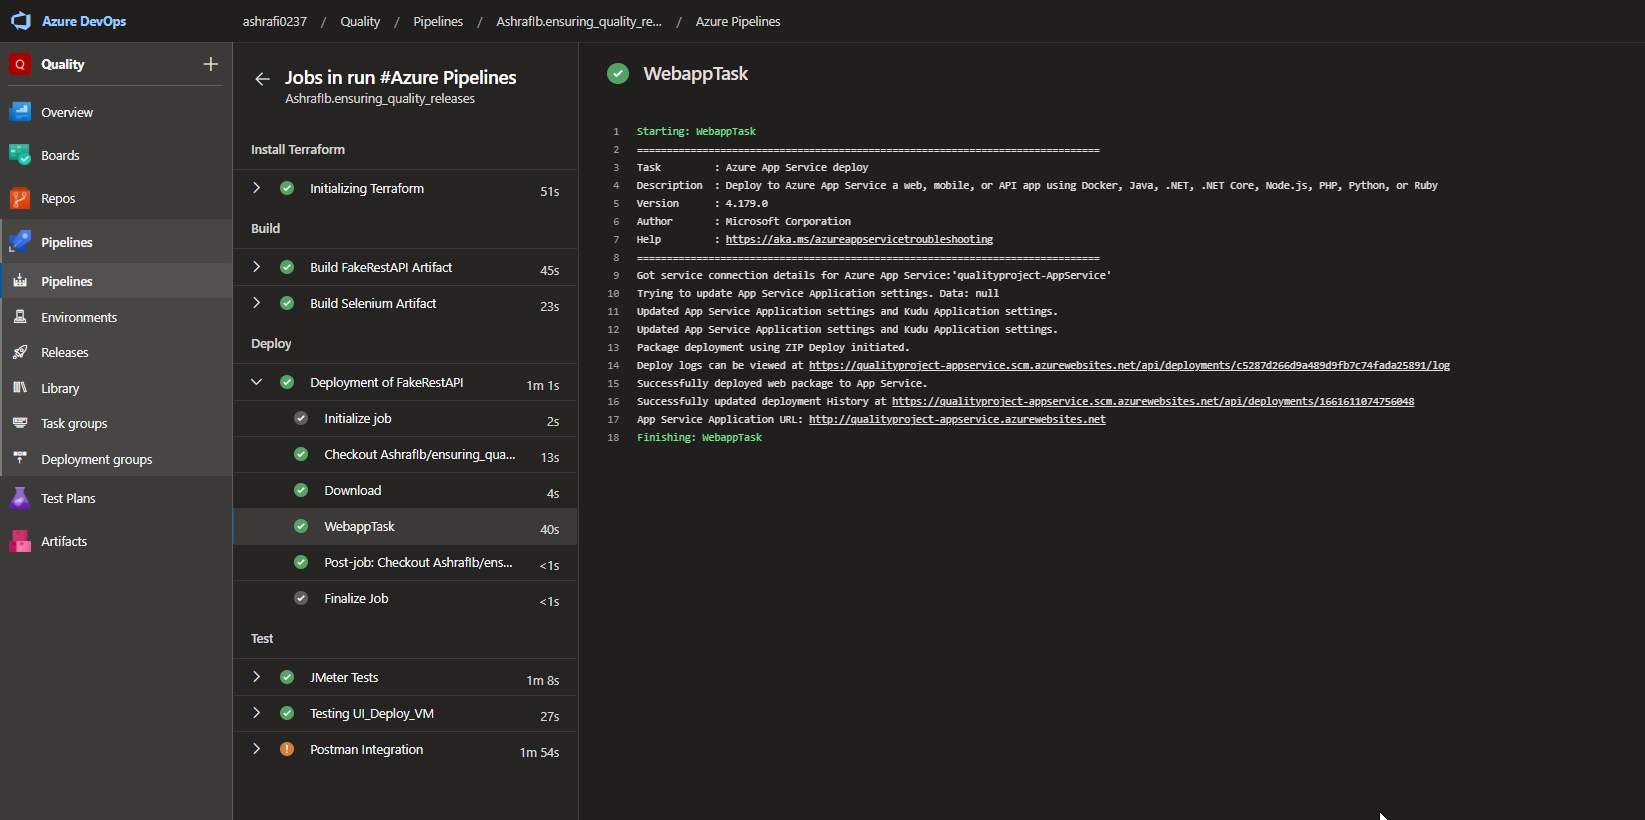 Azure DevOps
ashrafi0237 / Quality / Pipelines / AshrafIb.ensuring_quality_re... / Azure Pipelines
Q Quality +
Overview
Boards
Repos
Pipelines
Pipelines
Environments
Releases
Library
Task groups
Deployment groups
Test Plans
Artifacts
Jobs in run #Azure Pipelines
AshrafIb.ensuring_quality_releases
Install Terraform
Initializing Terraform 51s
Build
Build FakeRestAPI Artifact 45s
Build Selenium Artifact 23s
Deploy
Deployment of FakeRestAPI 1m 1s
Initialize job 2s
Checkout AshrafIb/ensuring_qua... 13s
Download 4s
WebappTask 40s
Post-job: Checkout AshrafIb/ens... <1s
Finalize Job <1s
Test
JMeter Tests 1m 8s
Testing UI_Deploy_VM 27s
Postman Integration 1m 54s
WebappTask
1 Starting: WebappTask
2 ==============================================================================
3 Task : Azure App Service deploy
4 Description : Deploy to Azure App Service a web, mobile, or API app using Docker, Java, .NET, .NET Core, Node.js, PHP, Python, or Ruby
5 Version : 4.179.0
6 Author : Microsoft Corporation
7 Help : https://aka.ms/azureappservicetroubleshooting
8 ==============================================================================
9 Got service connection details for Azure App Service:'qualityproject-AppService'
10 Trying to update App Service Application settings. Data: null
11 Updated App Service Application settings and Kudu Application settings.
12 Updated App Service Application settings and Kudu Application settings.
13 Package deployment using ZIP Deploy initiated.
14 Deploy logs can be viewed at https://qualityproject-appservice.scm.azurewebsites.net/api/deployments/c5287d266d9a489d9fb7c74fada25891/log
15 Successfully deployed web package to App Service.
16 Successfully updated deployment History at https://qualityproject-appservice.scm.azurewebsites.net/api/deployments/1661611074756048
17 App Service Application URL: http://qualityproject-appservice.azurewebsites.net
18 Finishing: WebappTask